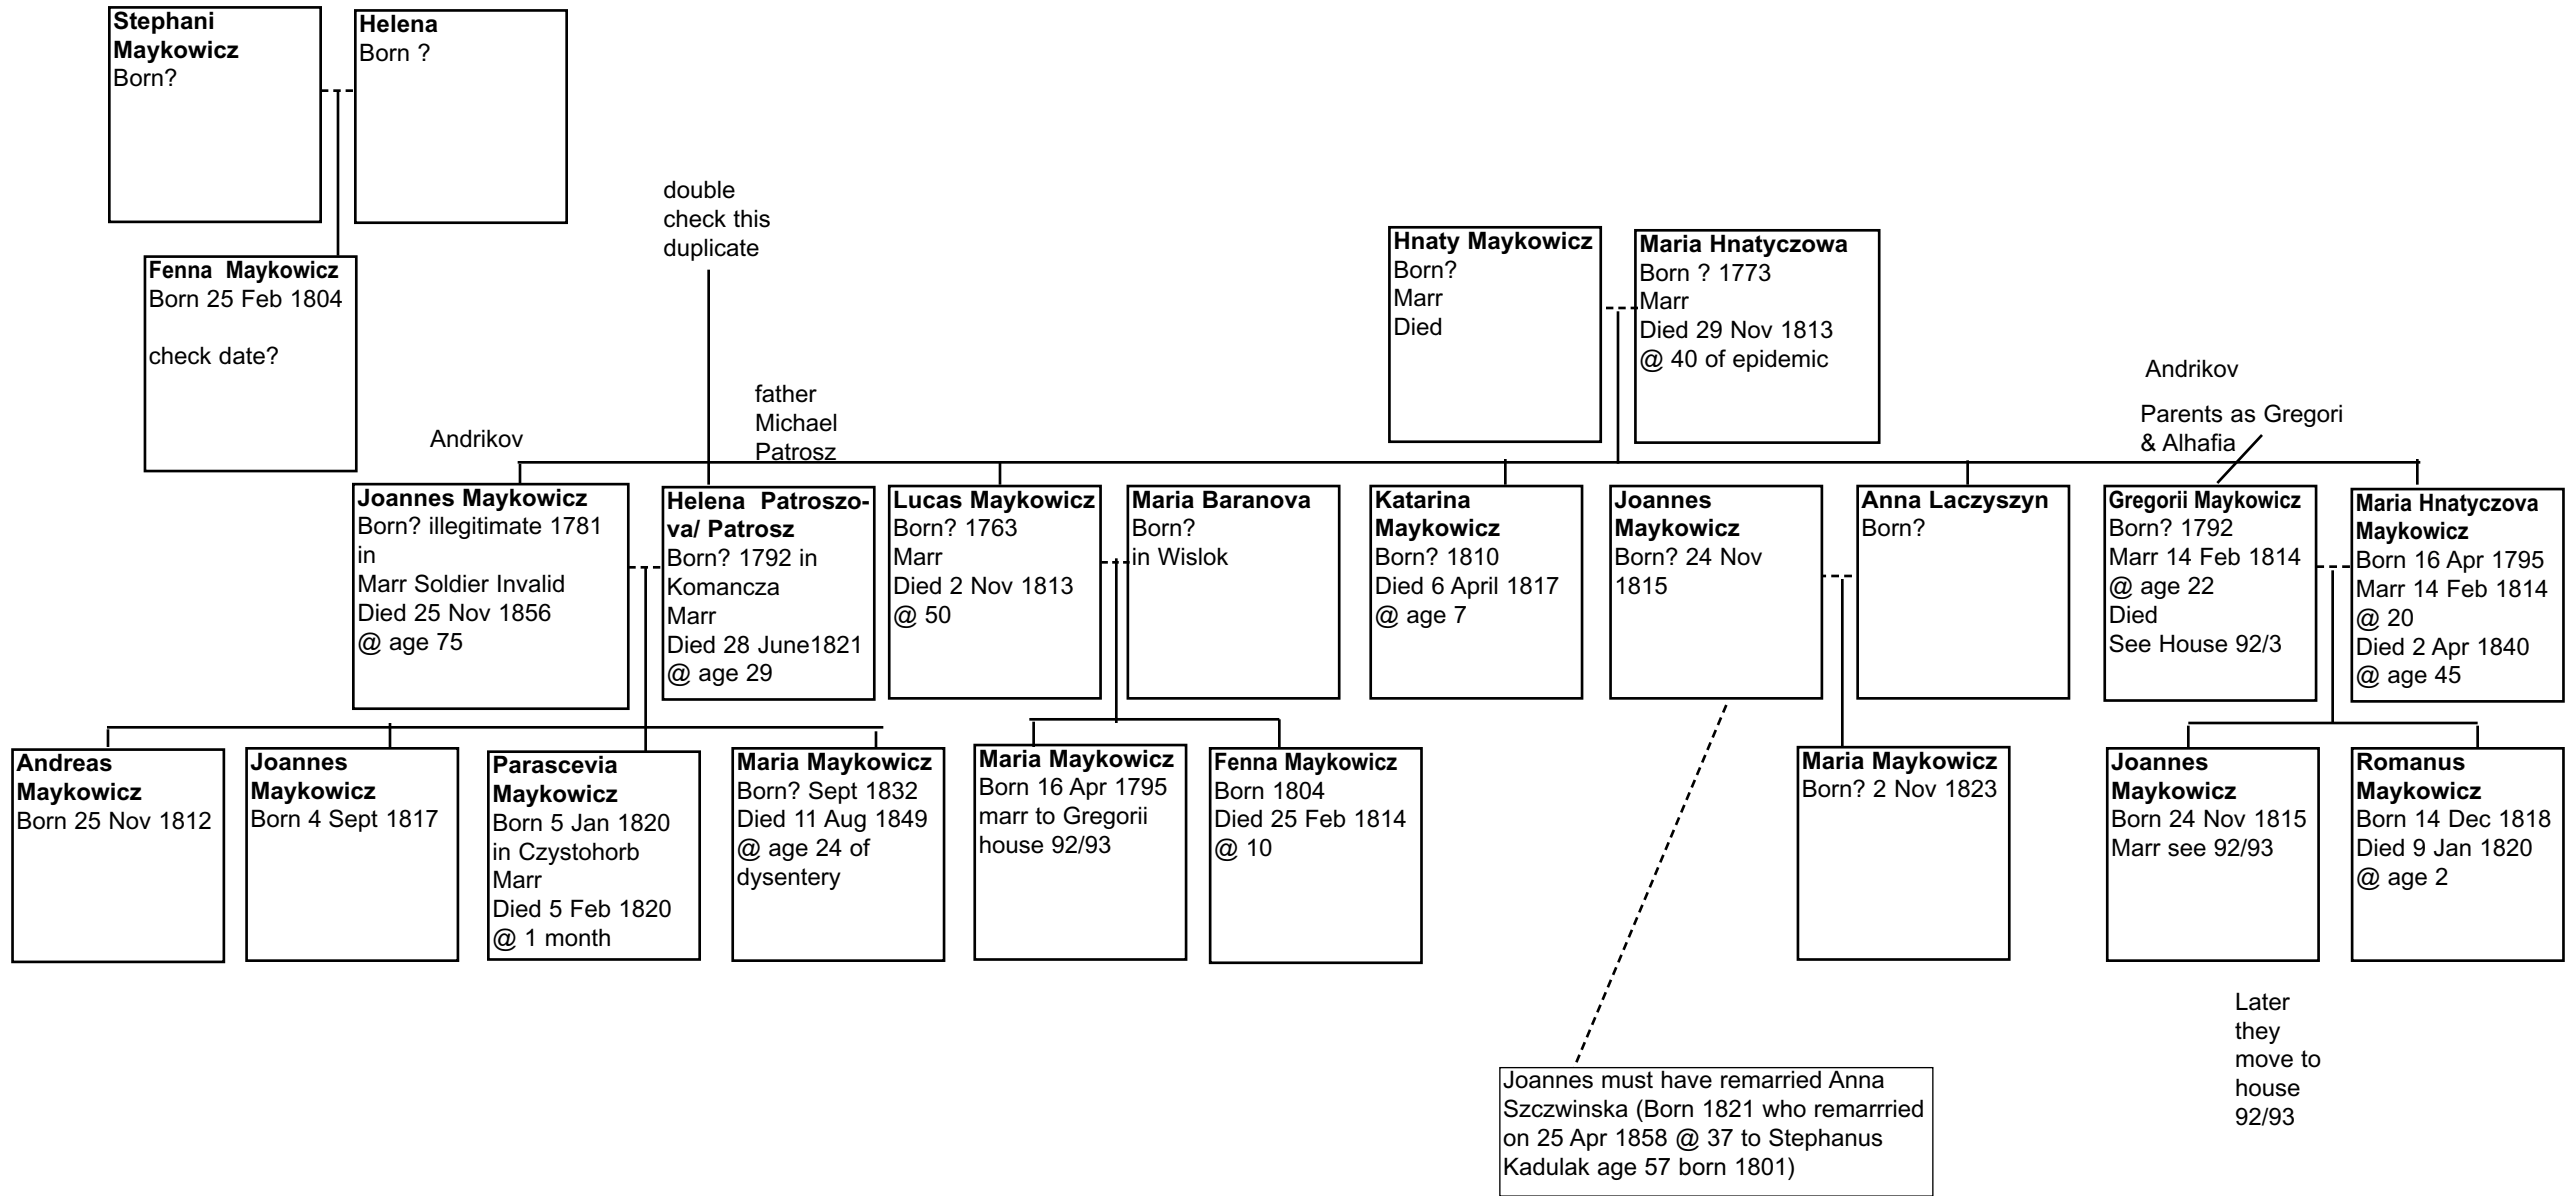 Stephani
Maykowicz
Born?
Helena
Born ?
Fenna Maykowicz
Born 25 Feb 1804
check date?
double
check this
duplicate
father
Michael
Patrosz
Andrikov
Hnaty Maykowicz
Born?
Marr
Died
Maria Hnatyczowa
Born ? 1773
Marr
Died 29 Nov 1813
@ 40 of epidemic
Andrikov
Parents as Gregori
& Alhafia
Joannes Maykowicz
Born? illegitimate 1781
in
Marr Soldier Invalid
Died 25 Nov 1856
@ age 75
Helena Patroszo-
va/ Patrosz
Born? 1792 in
Komancza
Marr
Died 28 June1821
@ age 29
Lucas Maykowicz
Born? 1763
Marr
Died 2 Nov 1813
@ 50
Maria Baranova
Born?
in Wislok
Katarina
Maykowicz
Born? 1810
Died 6 April 1817
@ age 7
Joannes
Maykowicz
Born? 24 Nov
1815
Anna Laczyszyn
Born?
Gregorii Maykowicz
Born? 1792
Marr 14 Feb 1814
@ age 22
Died
See House 92/3
Maria Hnatyczova
Maykowicz
Born 16 Apr 1795
Marr 14 Feb 1814
@ 20
Died 2 Apr 1840
@ age 45
Andreas
Maykowicz
Born 25 Nov 1812
Joannes
Maykowicz
Born 4 Sept 1817
Parascevia
Maykowicz
Born 5 Jan 1820
in Czystohorb
Marr
Died 5 Feb 1820
@ 1 month
Maria Maykowicz
Born? Sept 1832
Died 11 Aug 1849
@ age 24 of
dysentery
Maria Maykowicz
Born 16 Apr 1795
marr to Gregorii
house 92/93
Fenna Maykowicz
Born 1804
Died 25 Feb 1814
@ 10
Maria Maykowicz
Born? 2 Nov 1823
Joannes
Maykowicz
Born 24 Nov 1815
Marr see 92/93
Romanus
Maykowicz
Born 14 Dec 1818
Died 9 Jan 1820
@ age 2
Later
they
move to
house
92/93
Joannes must have remarried Anna
Szczwinska (Born 1821 who remarrried
on 25 Apr 1858 @ 37 to Stephanus
Kadulak age 57 born 1801)